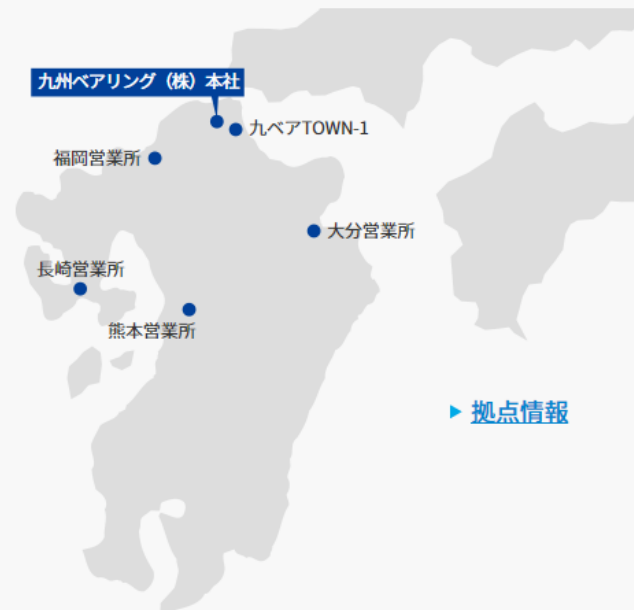 九州ベアリング（株）本社
九ベアTOWN-1
福岡営業所
大分営業所
長崎営業所
熊本営業所
拠点情報